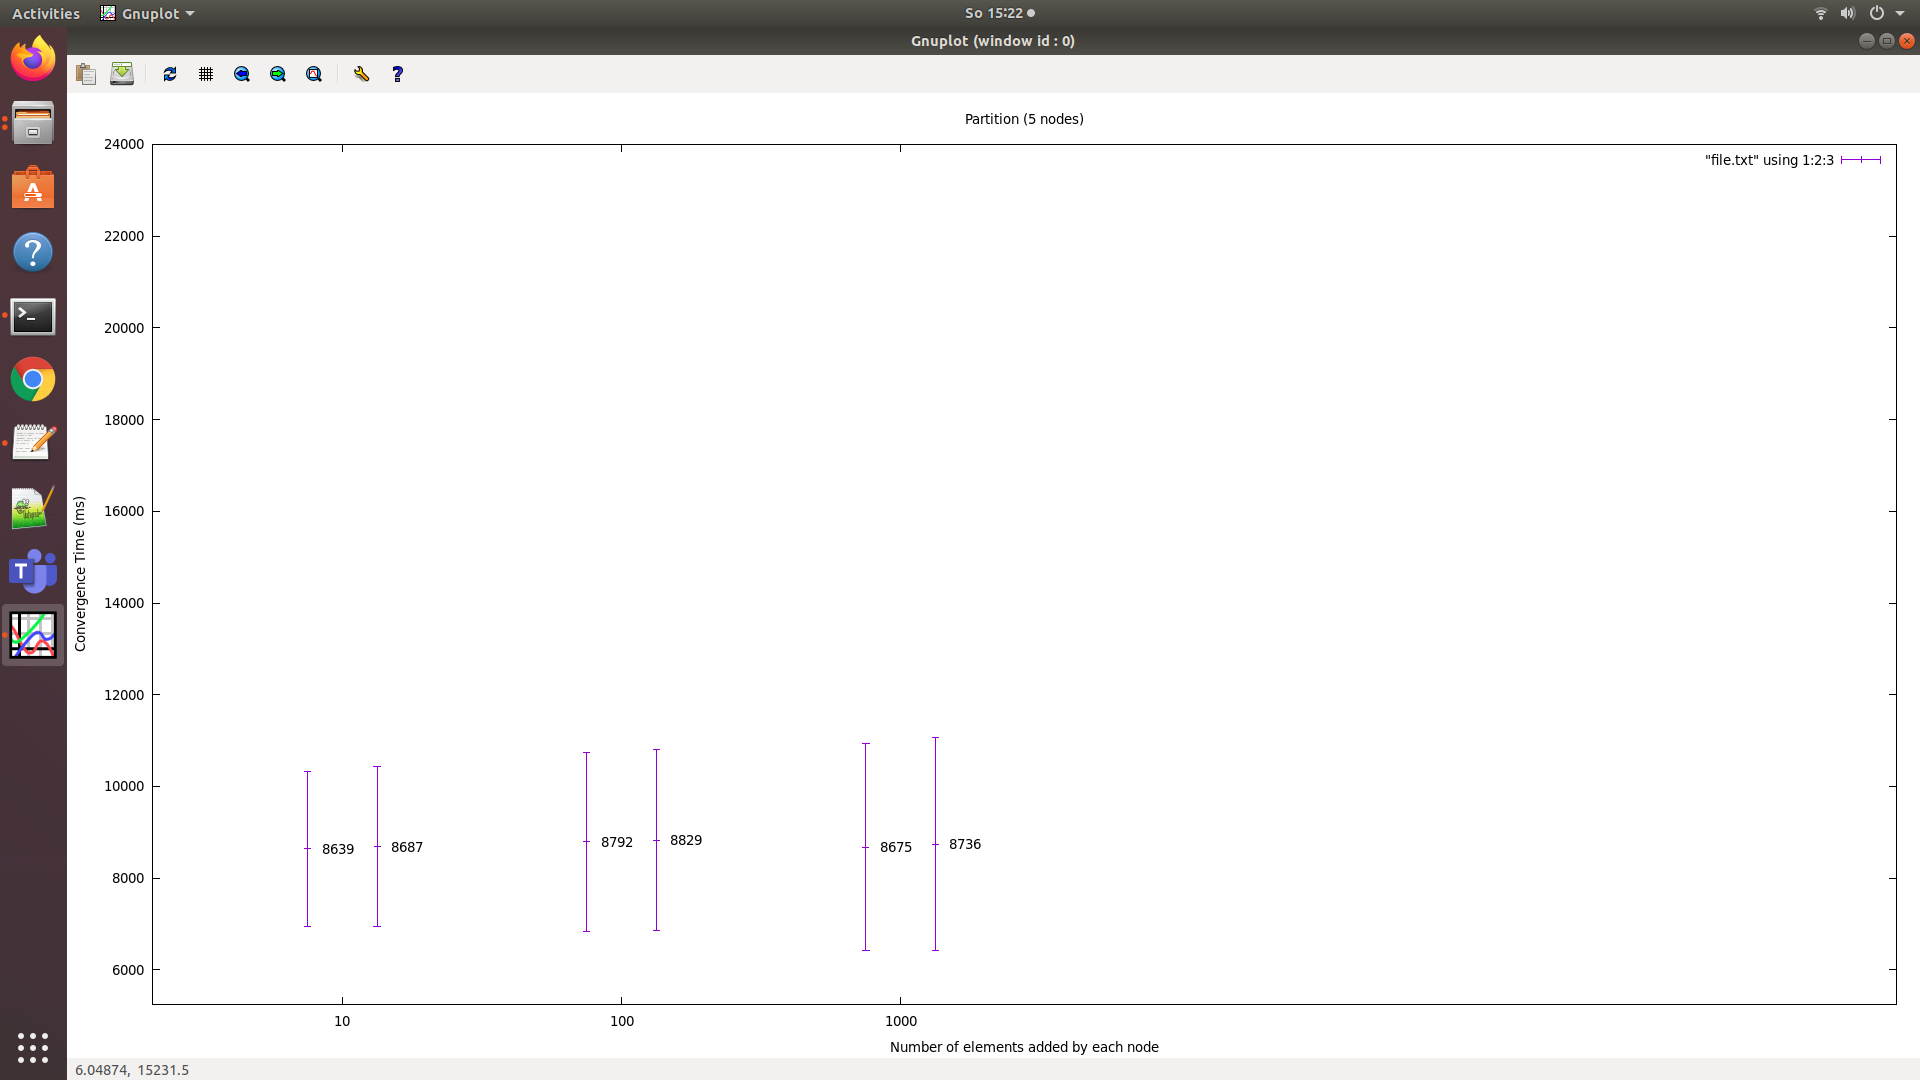 Activities
Gnuplot
So 15:22
Gnuplot (window id : 0)
Partition (5 nodes)
"file.txt" using 1:2:3
24000
22000
20000
18000
16000
14000
12000
10000
8000
6000
Convergence Time (ms)
8639
8687
8792
8829
8675
8736
10
100
1000
Number of elements added by each node
6.04874, 15231.5